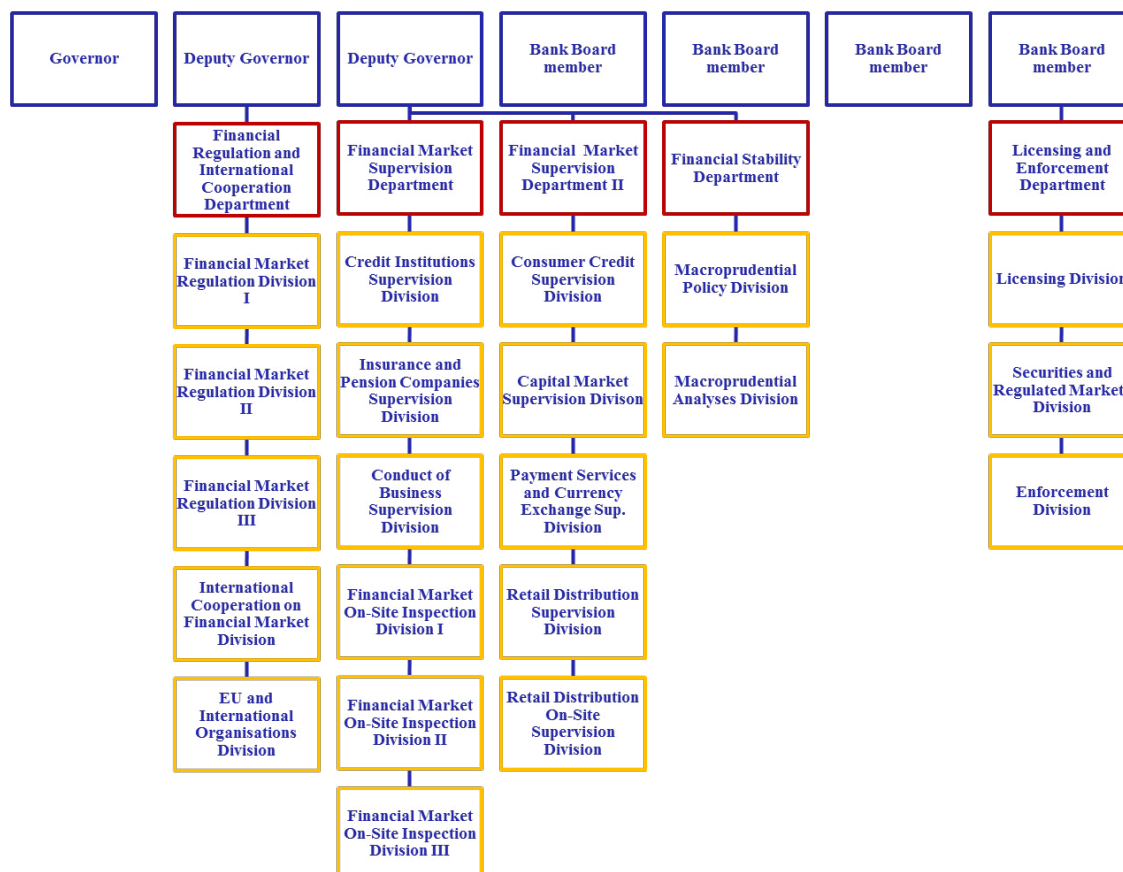 Governor
Deputy Governor
Deputy Governor
Bank Board
member
Bank Board
member
Bank Board
member
Bank Board
member
Financial
Regulation and
International
Cooperation
Department
Financial Market
Supervision
Department
Financial Market
Supervision
Department II
Financial Stability
Department
Licensing and
Enforcement
Department
Financial Market
Regulation Division
I
Credit Institutions
Supervision
Division
Consumer Credit
Supervision
Division
Macroprudential
Policy Division
Licensing Division
Financial Market
Regulation Division
II
Insurance and
Pension Companies
Supervision
Division
Capital Market
Supervision Divison
Macroprudential
Analyses Division
Securities and
Regulated Market
Division
Financial Market
Regulation Division
III
Conduct of
Business
Supervision
Division
Payment Services
and Currency
Exchange Sup.
Division
Enforcement
Division
International
Cooperation on
Financial Market
Division
Financial Market
On-Site Inspection
Division I
Retail Distribution
Supervision
Division
EU and
International
Organisations
Division
Financial Market
On-Site Inspection
Division II
Retail Distribution
On-Site
Supervision
Division
Financial Market
On-Site Inspection
Division III